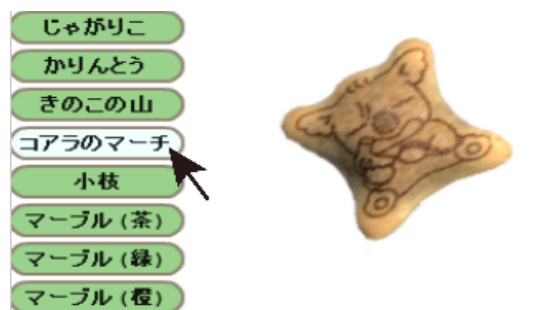 じゃがりこ
かりんとう
きのこの山
コアラのマーチ
小枝
マーブル(茶)
マーブル(緑)
マーブル(橙)